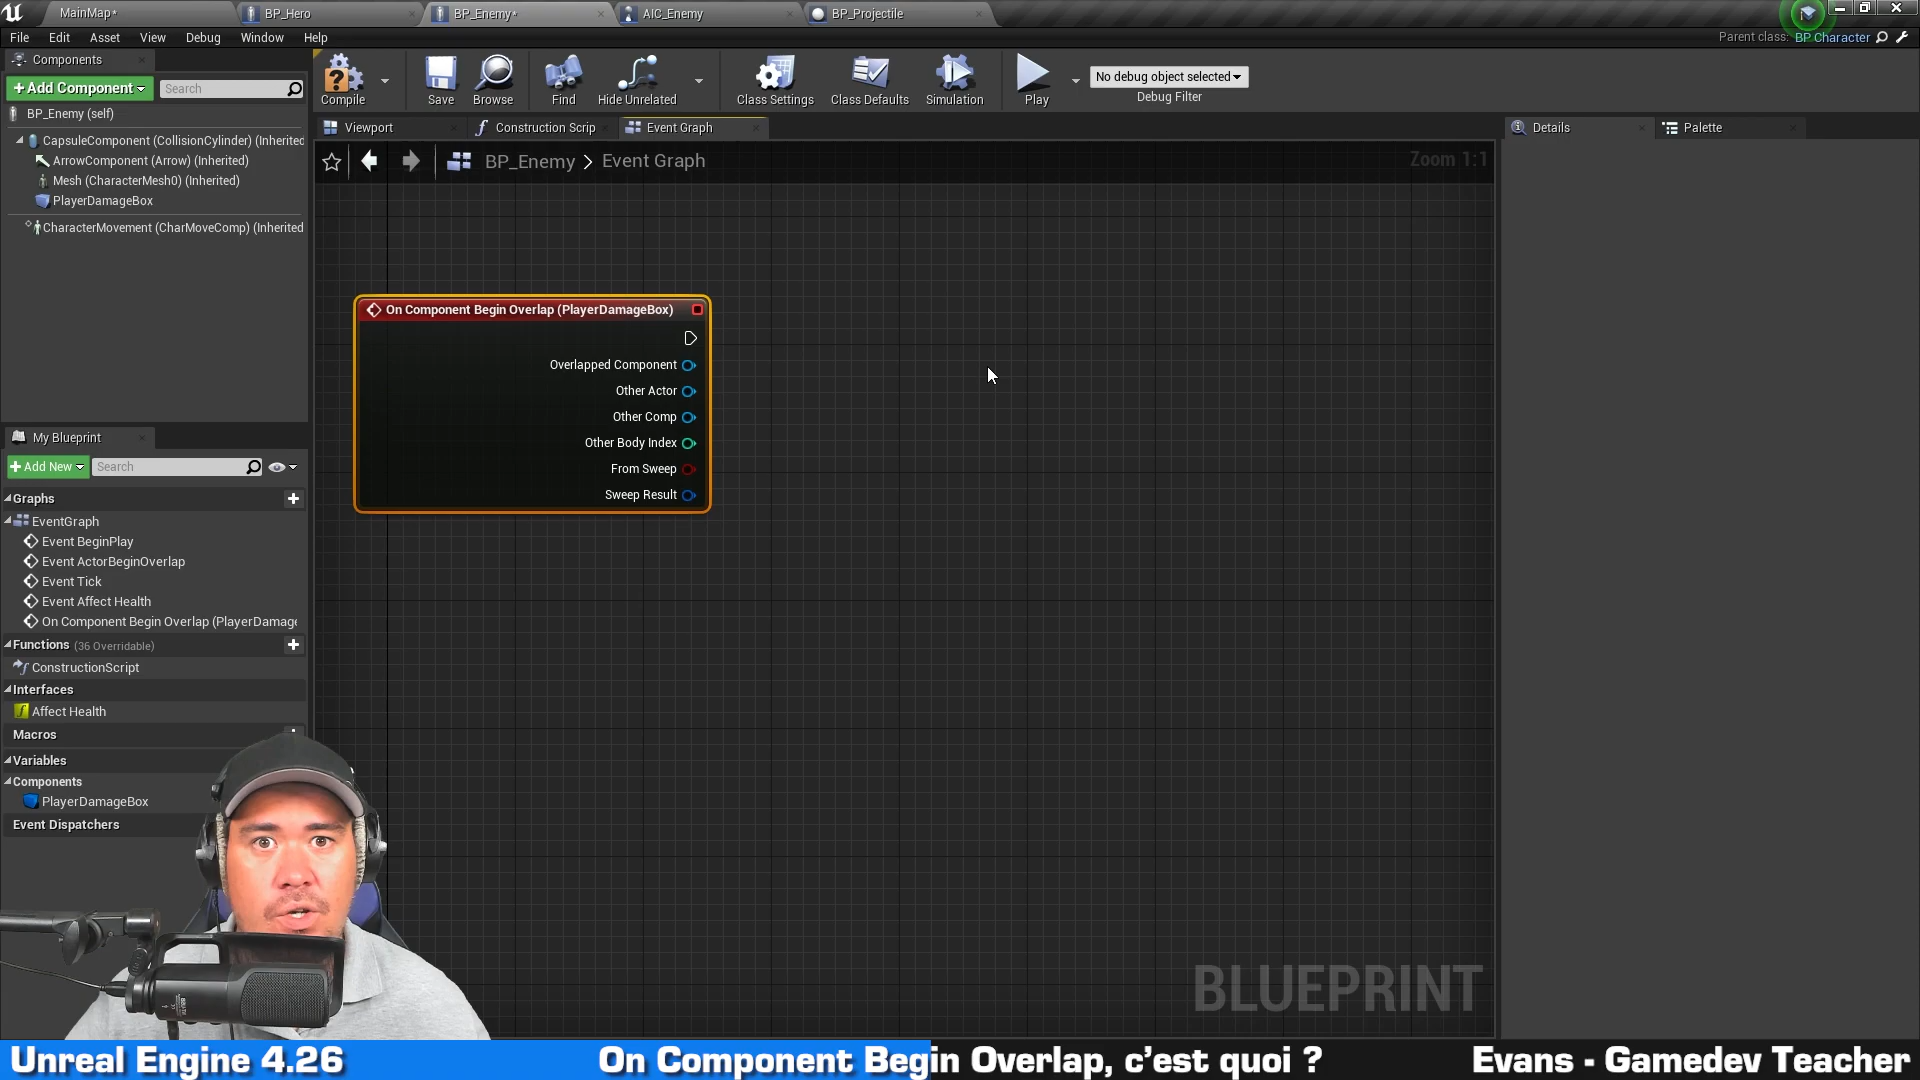 MainMap*
BP_Hero
BP_Enemy*
AIC_Enemy
BP_Projectile
File Edit Asset View Debug Window Help
Parent class: BP Character
Components
+Add Component
Search
BP_Enemy (self)
CapsuleComponent (CollisionCylinder) (Inherited
ArrowComponent (Arrow) (Inherited)
Mesh (CharacterMesh0) (Inherited)
PlayerDamageBox
CharacterMovement (CharMoveComp) (Inherited
Compile
Save
Browse
Find
Hide Unrelated
Class Settings
Class Defaults
Simulation
Play
No debug object selected
Debug Filter
Viewport
Construction Scrip
Event Graph
BP_Enemy > Event Graph
Zoom 1:1
Details
Palette
On Component Begin Overlap (PlayerDamageBox)
Overlapped Component
Other Actor
Other Comp
Other Body Index
From Sweep
Sweep Result
My Blueprint
+Add New
Search
Graphs
EventGraph
Event BeginPlay
Event ActorBeginOverlap
Event Tick
Event Affect Health
On Component Begin Overlap (PlayerDamage
Functions (36 Overridable)
ConstructionScript
Interfaces
Affect Health
Macros
Variables
Components
PlayerDamageBox
Event Dispatchers
BLUEPRINT
Unreal Engine 4.26
On Component Begin Overlap, c'est quoi ?
Evans - Gamedev Teacher